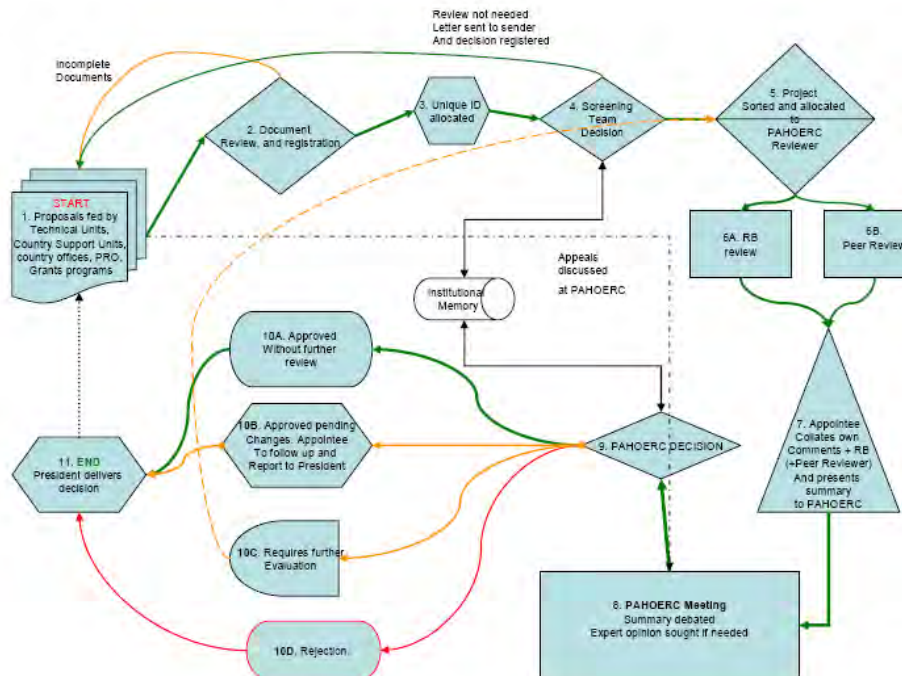 Review not needed
Letter sent to sender
And decision registered
Incomplete
Documents
START
1. Proposals fed by
Technical Units,
Country Support Units,
country offices, PRO.
Grants programs
2. Document
Review, and registration
3. Unique ID
allocated
4. Screening
Team
Decision
5. Project
Sorted and allocated
to
PAHOERC
Reviewer
6A. RB
review
6B.
Peer Review
Appeals
discussed
at PAHOERC
Institutional
Memory
7. Appointee
Collates own
Comments + RB
(+Peer Reviewer)
And presents
summary
to PAHOERC
8. PAHOERC Meeting
Summary debated
Expert opinion sought if needed
9. PAHOERC DECISION
10A. Approved
Without further
review
10B. Approved pending
Changes. Appointee
To follow up and
Report to President
10C. Requires further
Evaluation
10D. Rejection.
11. END
President delivers
decision